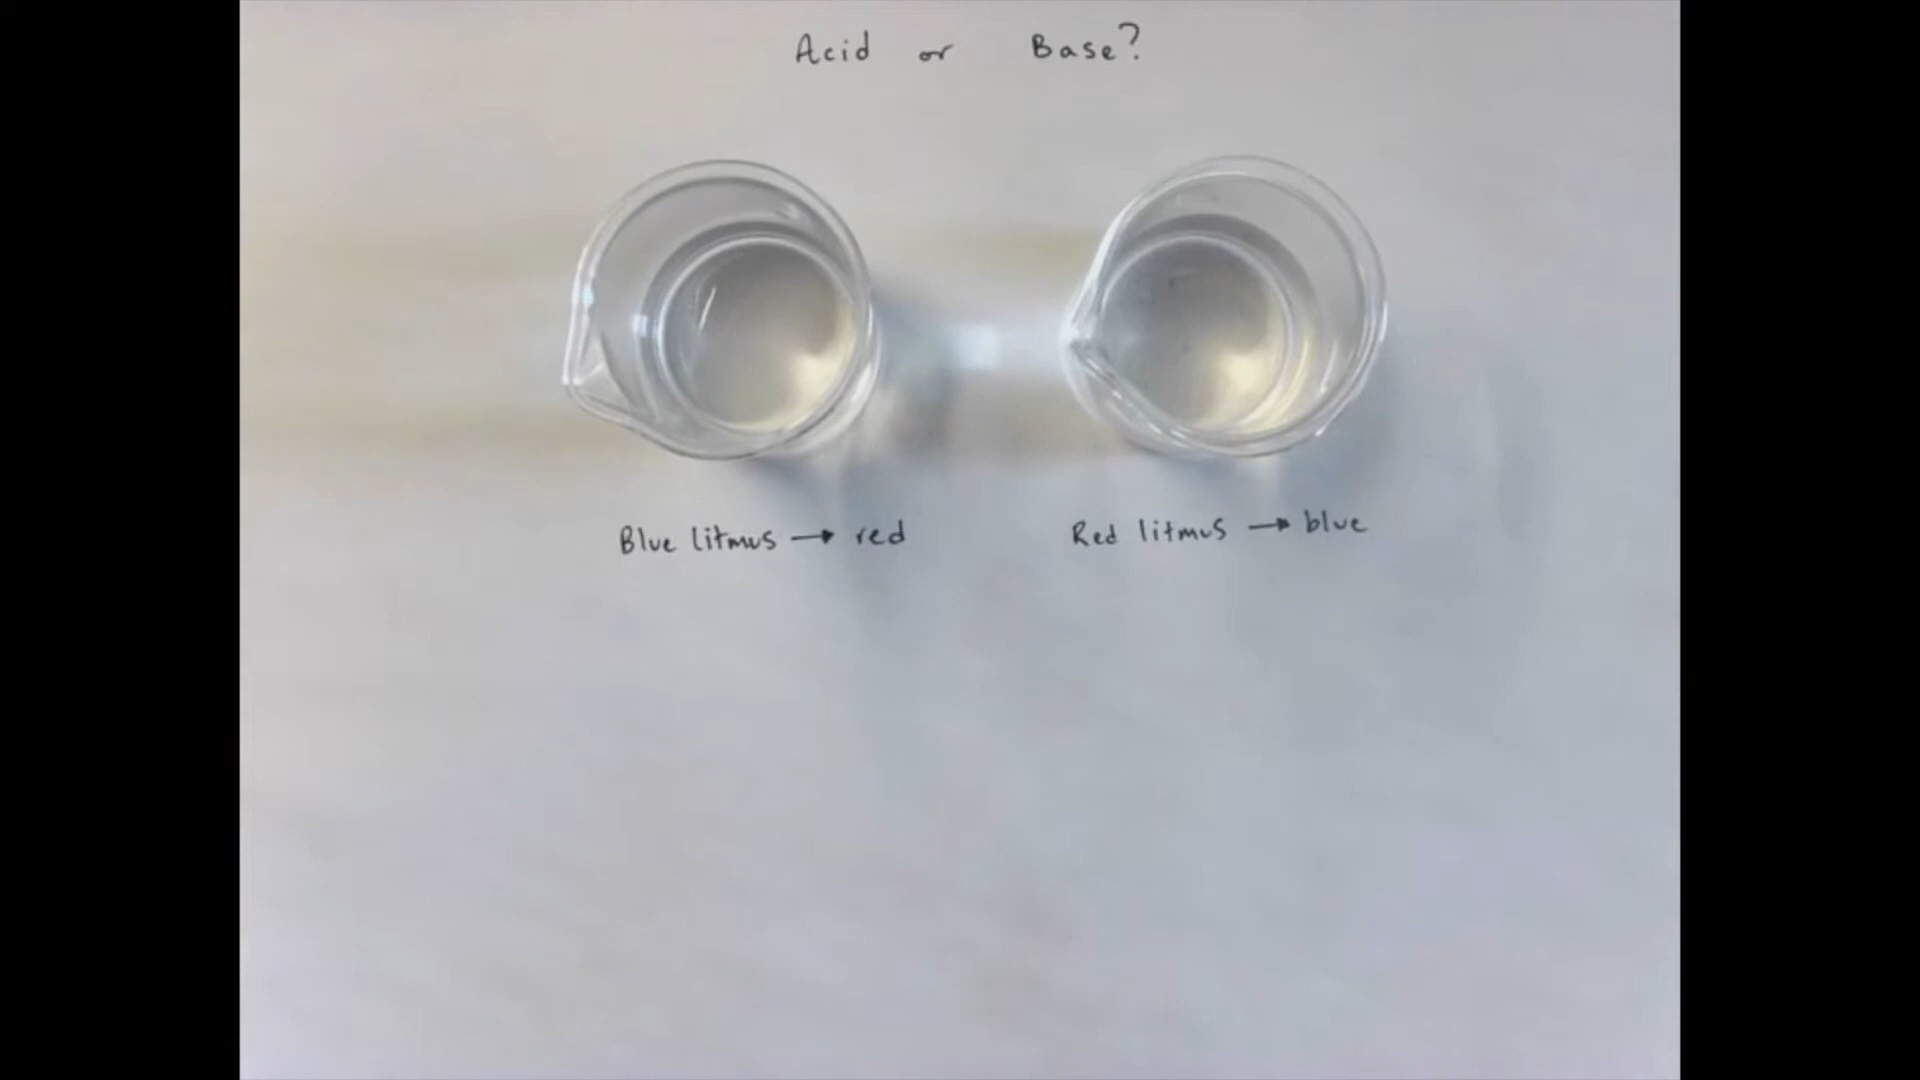 Acid or Base?
Blue litmus → red
Red litmus → blue